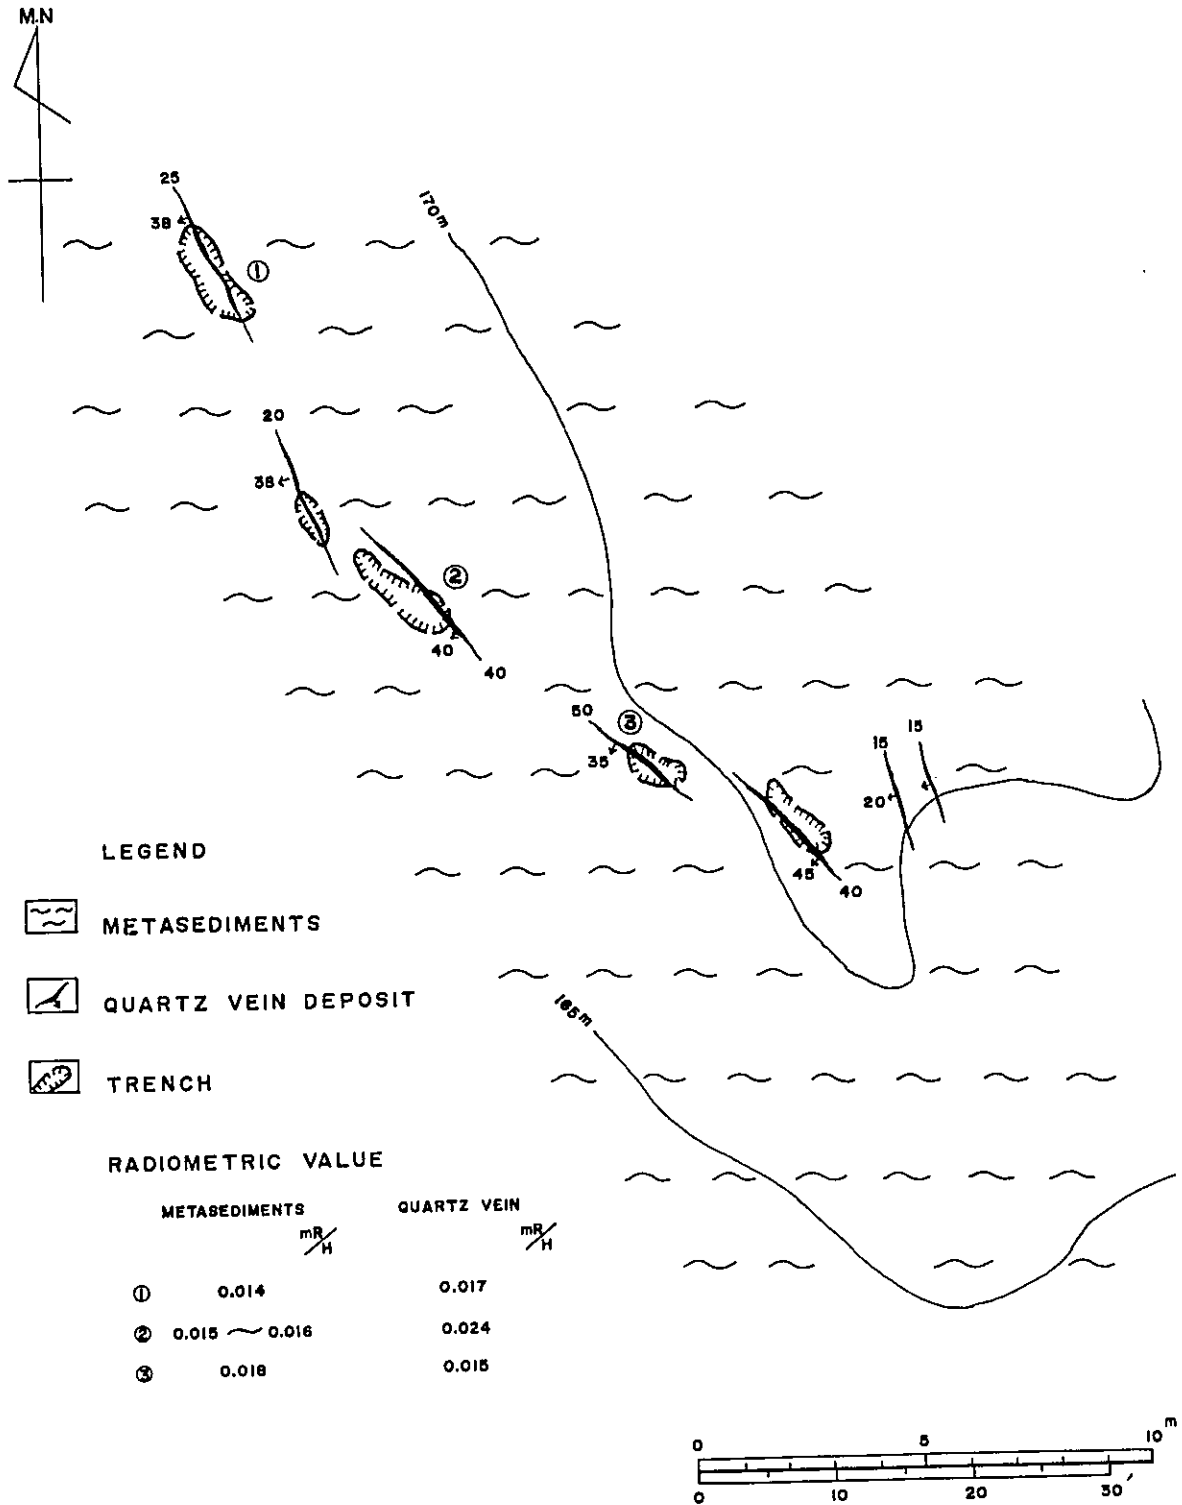 M.N
25
38
①
170m
20
38
②
40
40
50
③
35
15
15
20
45
40
LEGEND
METASEDIMENTS
QUARTZ VEIN DEPOSIT
TRENCH
165m
RADIOMETRIC VALUE
METASEDIMENTS QUARTZ VEIN
mR/H mR/H
① 0.014 0.017
② 0.015 ～ 0.016 0.024
③ 0.018 0.015
0 5 10 m
0 10 20 30'